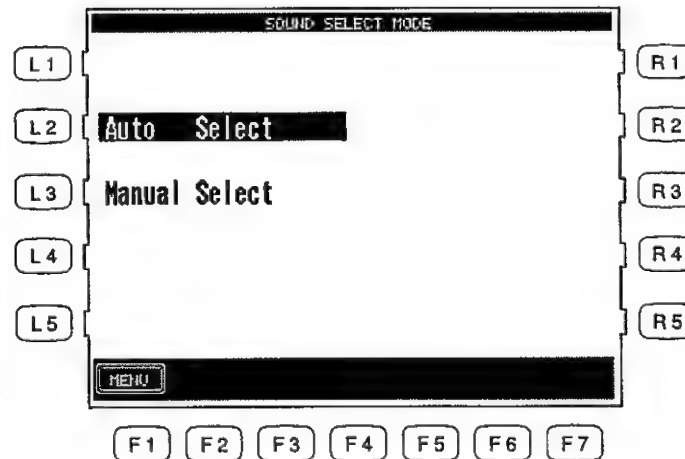 SOUND SELECT MODE
L1 R1
L2 Auto Select R2
L3 Manual Select R3
L4 R4
L5 R5
MENU
F1 F2 F3 F4 F5 F6 F7